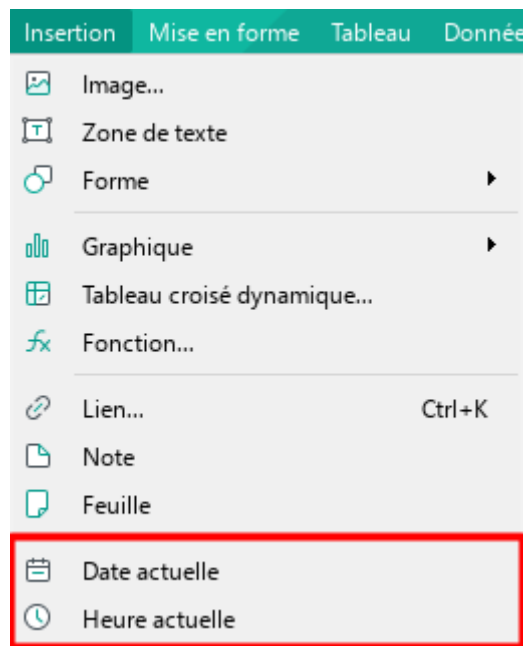 Insertion Mise en forme Tableau Donnée
Image...
Zone de texte
Forme
Graphique
Tableau croisé dynamique...
Fonction...
Lien... Ctrl+K
Note
Feuille
Date actuelle
Heure actuelle